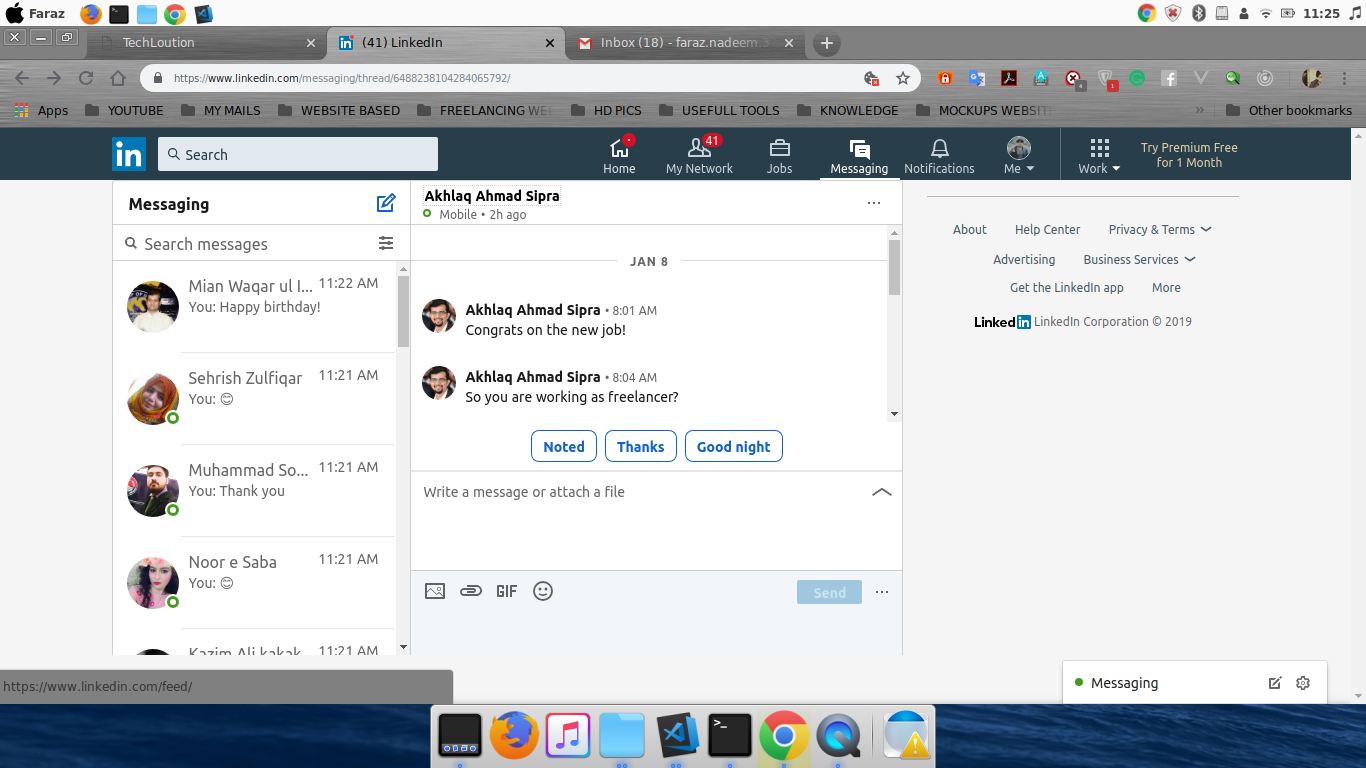 Faraz
11:25
TechLoution
(41) LinkedIn
Inbox (18) - faraz.nadeem.
https://www.linkedin.com/messaging/thread/6488238104284065792/
Apps
YOUTUBE
MY MAILS
WEBSITE BASED
FREELANCING WE
HD PICS
USEFULL TOOLS
KNOWLEDGE
MOCKUPS WEBSIT
»
Other bookmarks
in
Search
Home
41
My Network
Jobs
Messaging
Notifications
Me
Work
Try Premium Free
for 1 Month
Messaging
Search messages
Mian Waqar ul I... 11:22 AM
You: Happy birthday!
Sehrish Zulfiqar 11:21 AM
You: 😊
Muhammad So... 11:21 AM
You: Thank you
Noor e Saba 11:21 AM
You: 😊
Kazim Ali kakak 11:21 AM
Akhlaq Ahmad Sipra
Mobile • 2h ago
JAN 8
Akhlaq Ahmad Sipra • 8:01 AM
Congrats on the new job!
Akhlaq Ahmad Sipra • 8:04 AM
So you are working as freelancer?
Noted
Thanks
Good night
Write a message or attach a file
GIF
Send
About Help Center Privacy & Terms
Advertising Business Services
Get the LinkedIn app More
LinkedIn LinkedIn Corporation © 2019
https://www.linkedin.com/feed/
Messaging